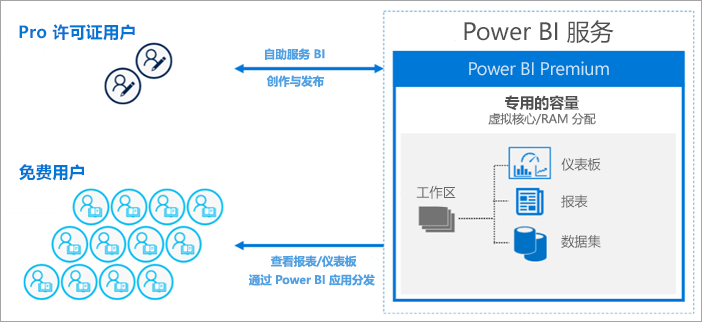 Pro 许可证用户
自助服务 BI
创作与发布
免费用户
查看报表/仪表板
通过 Power BI 应用分发
Power BI 服务
Power BI Premium
专用的容量
虚拟核心/RAM 分配
工作区
仪表板
报表
数据集